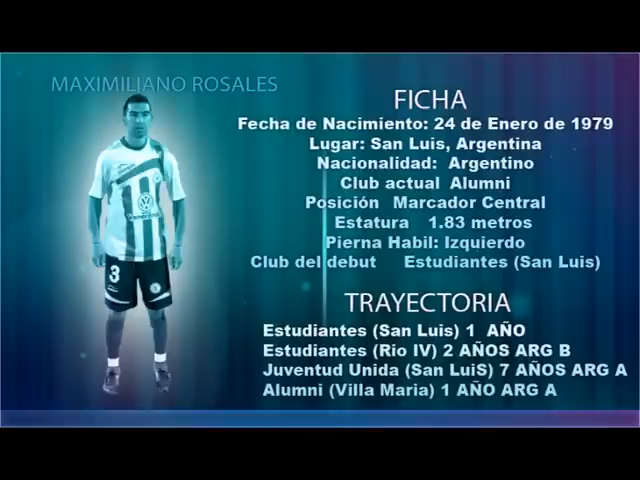 MAXIMILIANO ROSALES
FICHA
Fecha de Nacimiento: 24 de Enero de 1979
Lugar: San Luis, Argentina
Nacionalidad: Argentino
Club actual Alumni
Posición Marcador Central
Estatura 1.83 metros
Pierna Habil: Izquierdo
Club del debut Estudiantes (San Luis)
TRAYECTORIA
Estudiantes (San Luis) 1 AÑO
Estudiantes (Rio IV) 2 AÑOS ARG B
Juventud Unida (San LuiS) 7 AÑOS ARG A
Alumni (Villa Maria) 1 AÑO ARG A
3